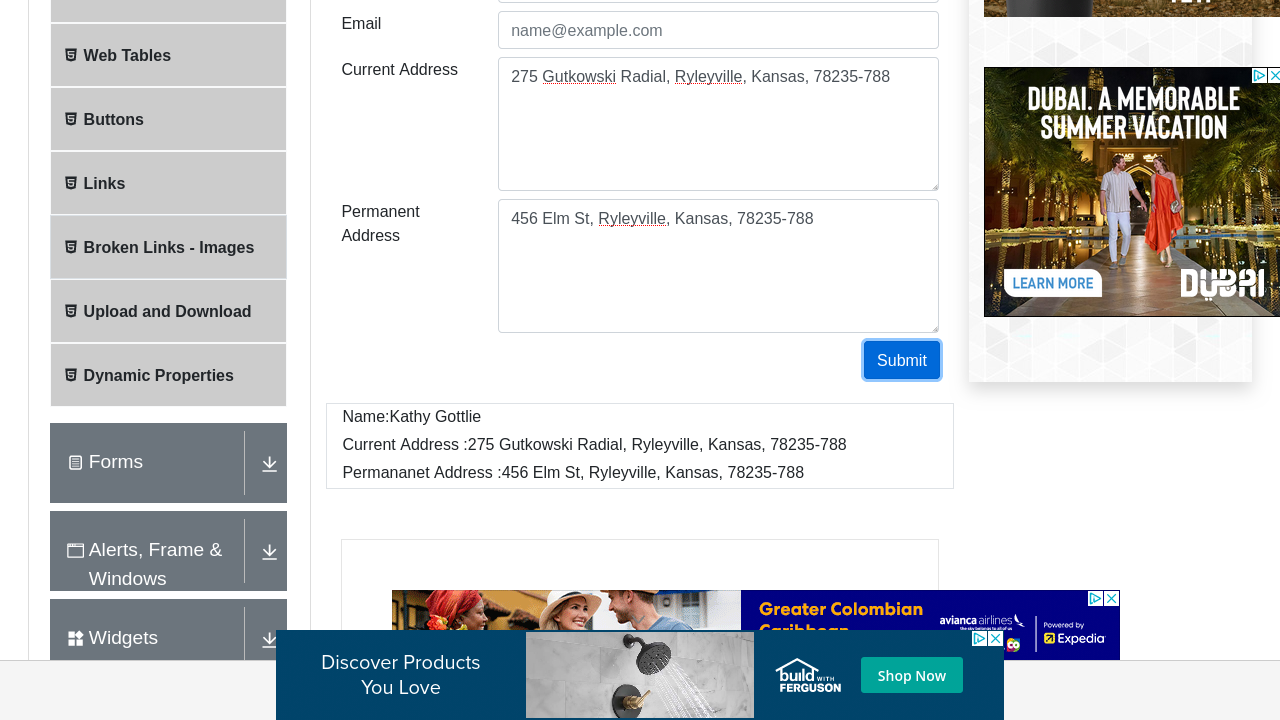 Web Tables
Buttons
Links
Broken Links - Images
Upload and Download
Dynamic Properties
Forms
Alerts, Frame &
Windows
Widgets
Email
name@example.com
Current Address
275 Gutkowski Radial, Ryleyville, Kansas, 78235-788
Permanent
Address
456 Elm St, Ryleyville, Kansas, 78235-788
Submit
Name:Kathy Gottlie
Current Address :275 Gutkowski Radial, Ryleyville, Kansas, 78235-788
Permananet Address :456 Elm St, Ryleyville, Kansas, 78235-788
DUBAI. A MEMORABLE
SUMMER VACATION
LEARN MORE
DUBAI
Greater Colombian
Caribbean
avianca airlines
Powered by
Expedia
Discover Products
You Love
build
WITH
FERGUSON
Shop Now